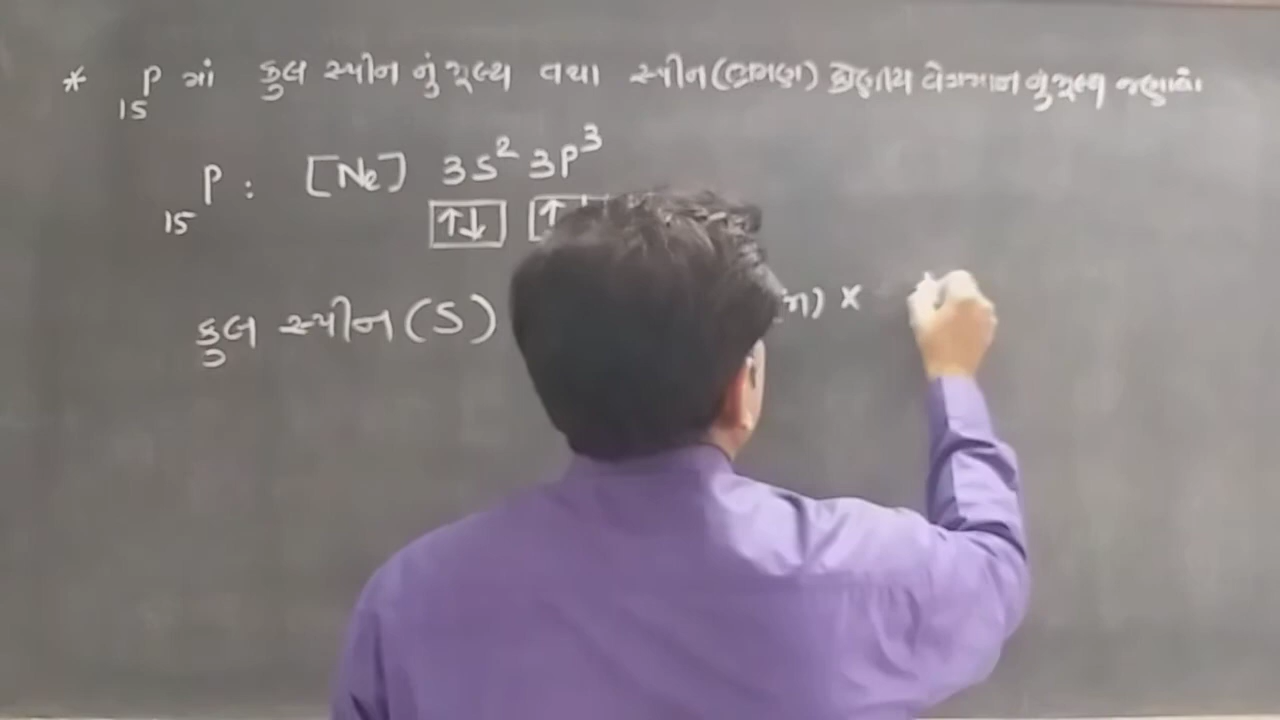 * 15P માં કુલ સ્પીન નું મૂલ્ય તથા સ્પીન (ભ્રમણ) કોણીય વેગમાન નું મૂલ્ય જણાવો
15P : [Ne] 3s² 3p³
↑↓ ↑
કુલ સ્પીન (S) ×